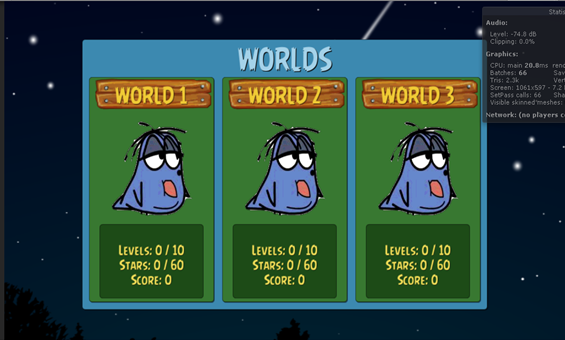 WORLDS
WORLD 1
WORLD 2
WORLD 3
LEVELS: 0 / 10
STARS: 0 / 60
SCORE: 0
LEVELS: 0 / 10
STARS: 0 / 60
SCORE: 0
LEVELS: 0 / 10
STARS: 0 / 60
SCORE: 0
Statis
Audio:
Level: -74.8 db
Clipping: 0.0%
Graphics:
CPU: main 20.8ms rend
Batches: 66 Sav
Tris: 2.3k Vert
Screen: 1061x597 - 7.2
SetPass calls: 66 Sha
Visible skinned meshes:
Network: (no players c